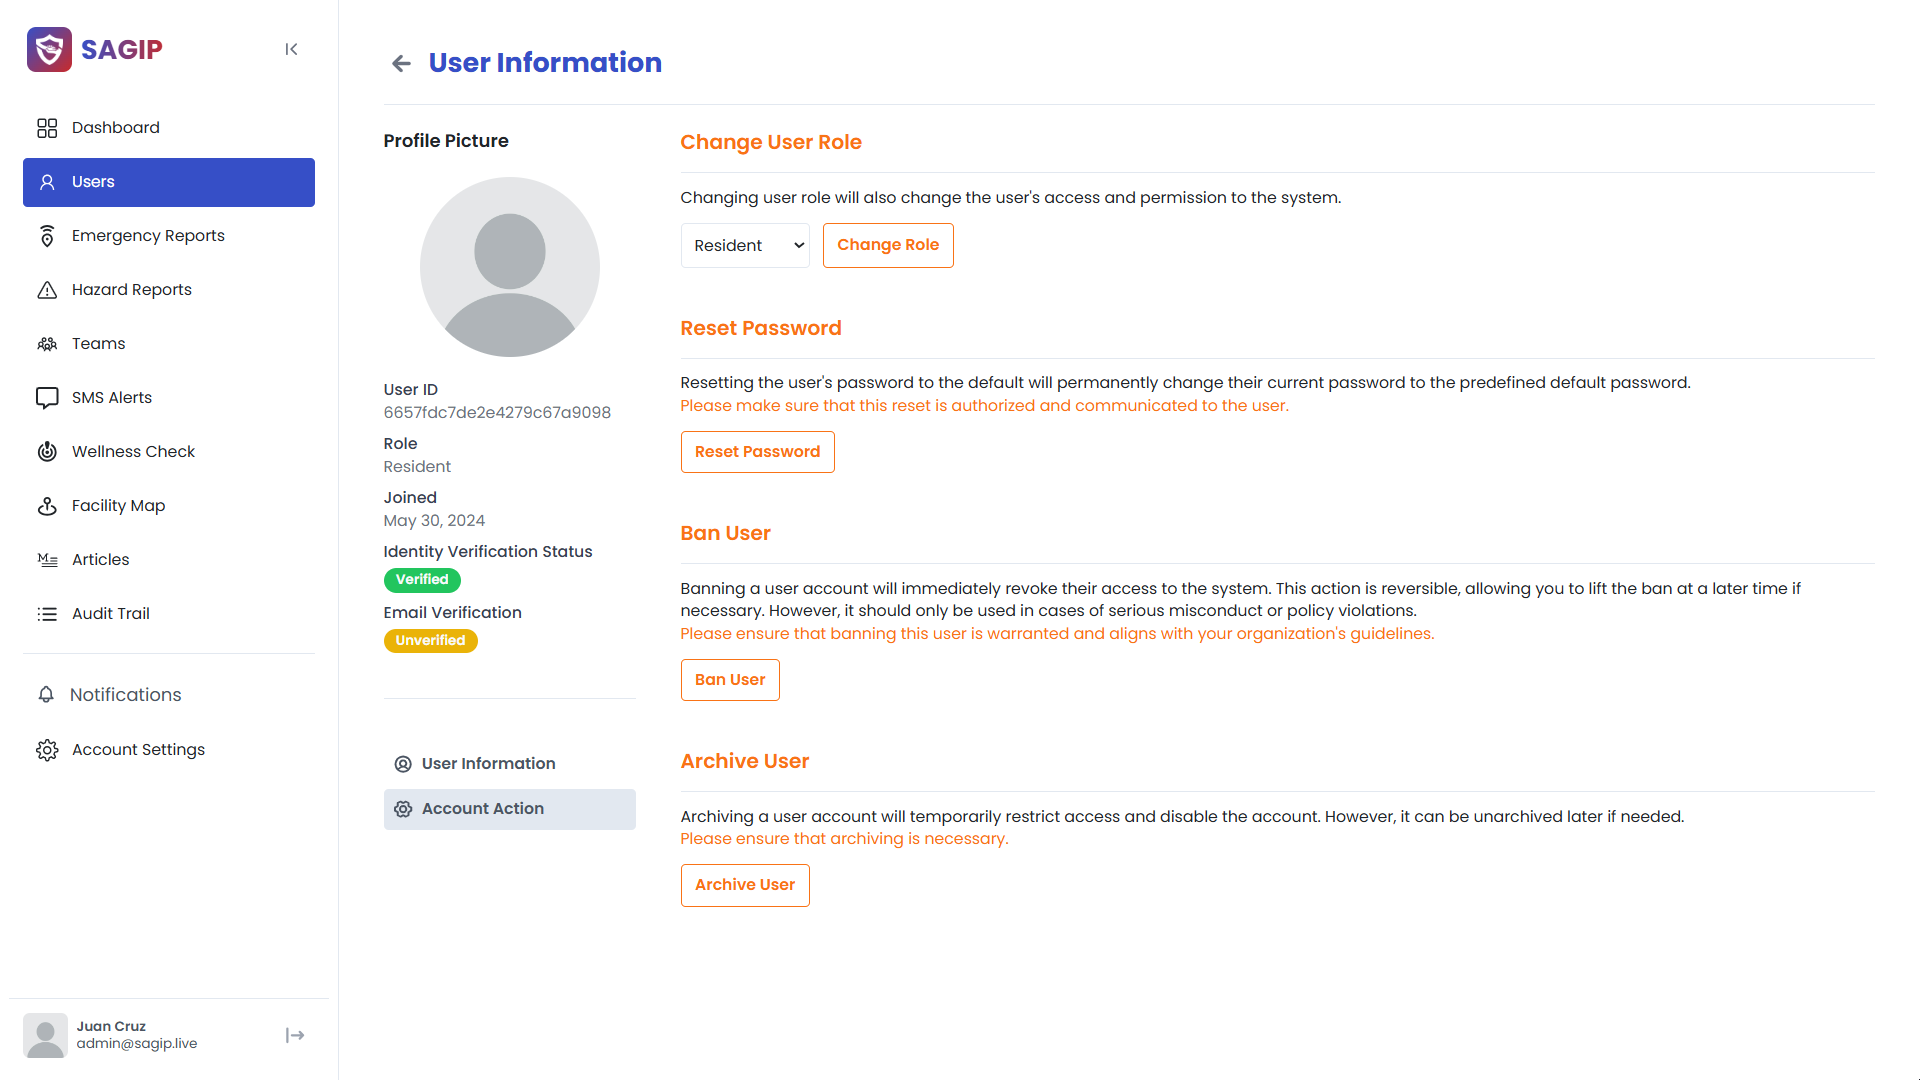 SAGIP
Dashboard
Users
Emergency Reports
Hazard Reports
Teams
SMS Alerts
Wellness Check
Facility Map
Articles
Audit Trail
Notifications
Account Settings
Juan Cruz
admin@sagip.live
User Information
Profile Picture
User ID
6657fdc7de2e4279c67a9098
Role
Resident
Joined
May 30, 2024
Identity Verification Status
Verified
Email Verification
Unverified
User Information
Account Action
Change User Role
Changing user role will also change the user's access and permission to the system.
Resident
Change Role
Reset Password
Resetting the user's password to the default will permanently change their current password to the predefined default password.
Please make sure that this reset is authorized and communicated to the user.
Reset Password
Ban User
Banning a user account will immediately revoke their access to the system. This action is reversible, allowing you to lift the ban at a later time if
necessary. However, it should only be used in cases of serious misconduct or policy violations.
Please ensure that banning this user is warranted and aligns with your organization's guidelines.
Ban User
Archive User
Archiving a user account will temporarily restrict access and disable the account. However, it can be unarchived later if needed.
Please ensure that archiving is necessary.
Archive User